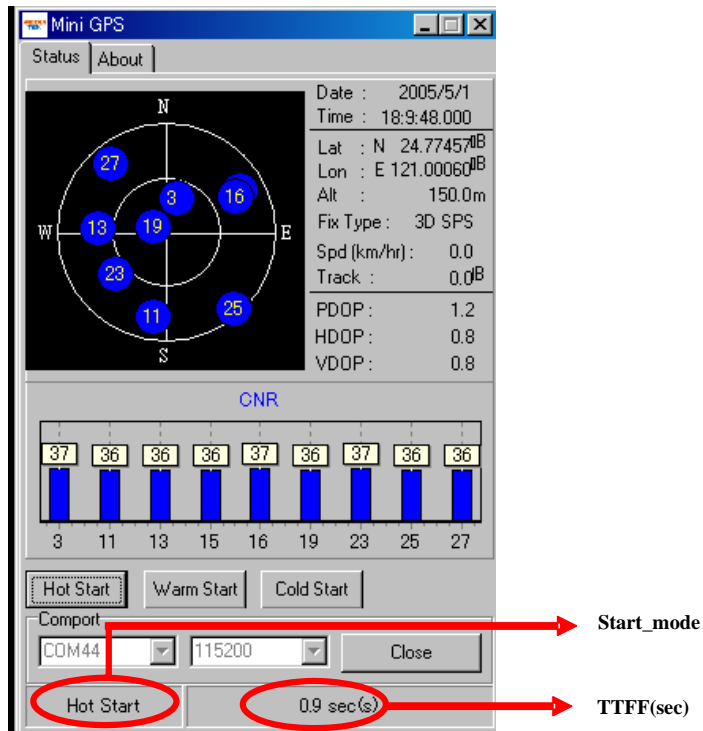 Mini GPS
Status About
N
27
3
16
W
13
19
E
23
11
25
S
Date : 2005/5/1
Time : 18:9:48.000
Lat : N 24.77457
Lon : E 121.00060
Alt : 150.0m
Fix Type : 3D SPS
Spd (km/hr) : 0.0
Track : 0.0
PDOP : 1.2
HDOP : 0.8
VDOP : 0.8
CNR
37 36 36 36 37 36 37 36 36
3 11 13 15 16 19 23 25 27
Hot Start Warm Start Cold Start
Comport
COM44 115200 Close
Start_mode
Hot Start 0.9 sec(s)
TTFF(sec)